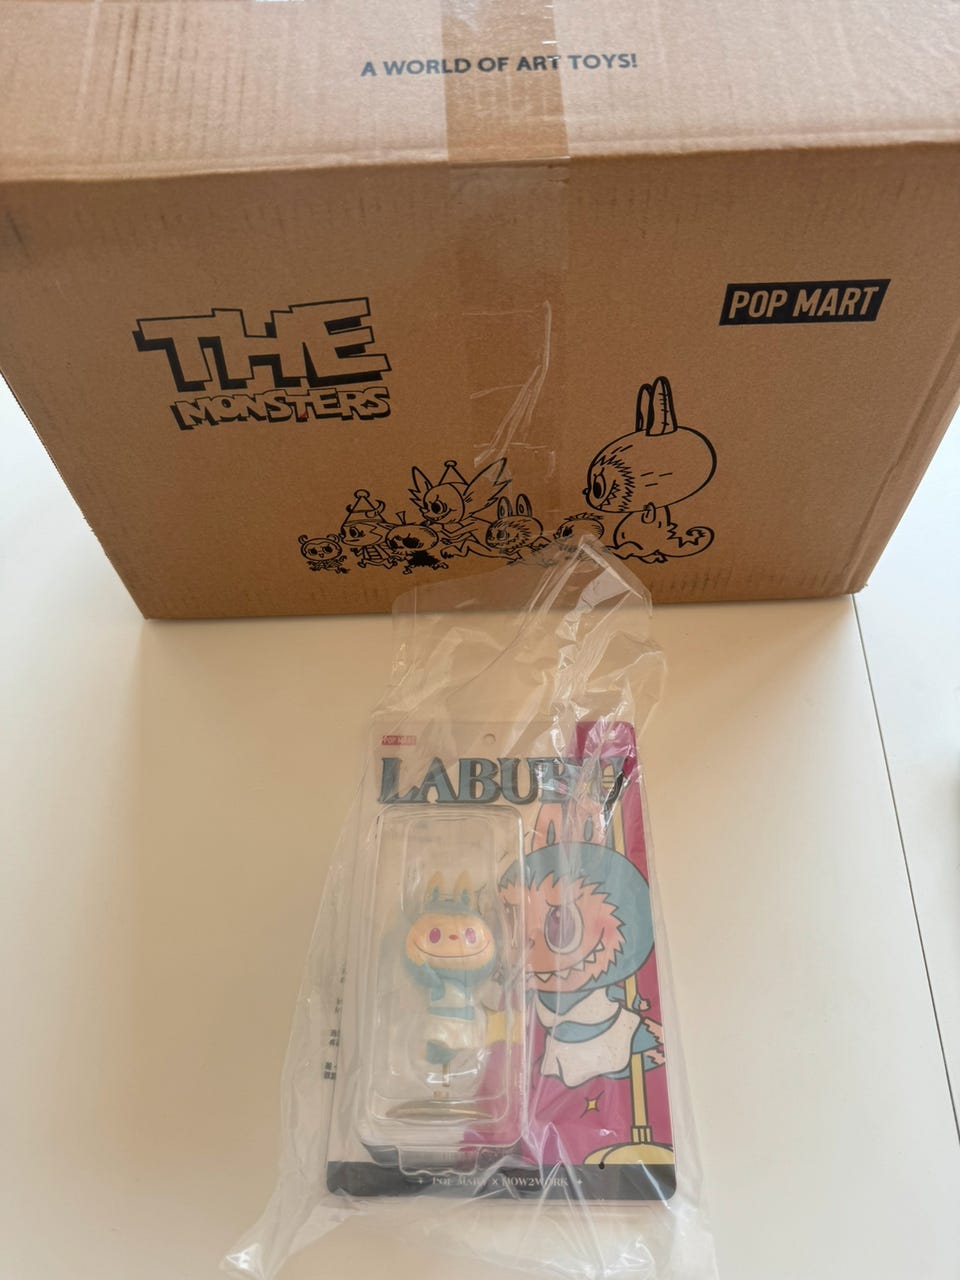 A WORLD OF ART TOYS!
THE
MONSTERS
POP MART
POP MART
LABUBU
POP MART × HOW2WORK